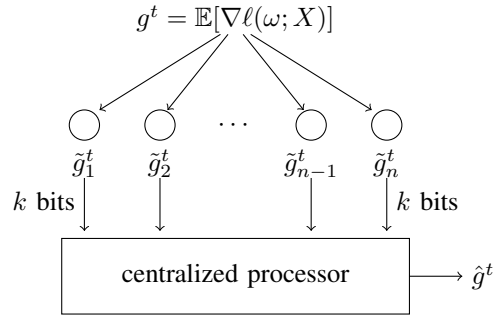 g^t = 𝔼[∇ℓ(ω; X)]
⋯
g̃_1^t g̃_2^t g̃_{n−1}^t g̃_n^t
k bits k bits
centralized processor ĝ^t